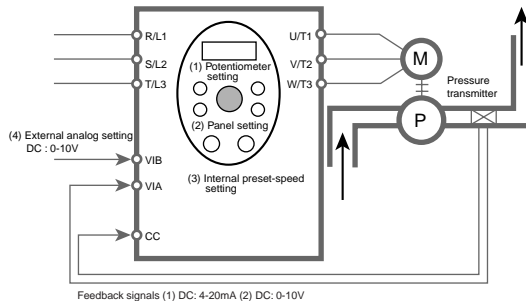 R/L1
U/T1
S/L2
(1) Potentiometer
setting
V/T2
M
T/L3
W/T3
Pressure
transmitter
(2) Panel setting
P
(4) External analog setting
DC : 0-10V
VIB
(3) Internal preset-speed
setting
VIA
CC
Feedback signals (1) DC: 4-20mA (2) DC: 0-10V